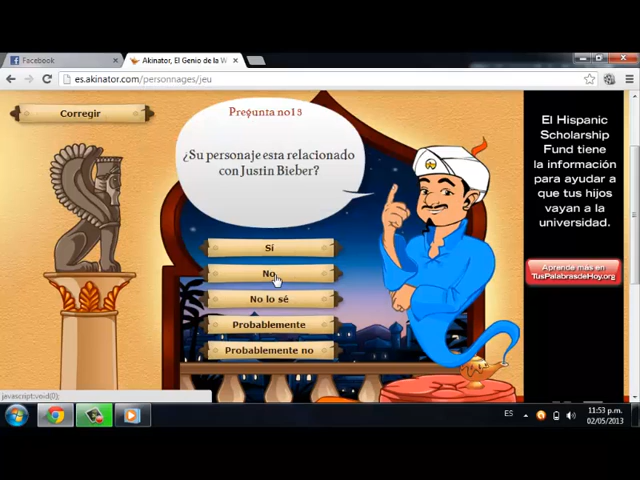 Facebook
Akinator, El Genio de la W
es.akinator.com/personnages/jeu
Corregir
Pregunta no15
¿Su personaje esta relacionado
con Justin Bieber?
Sí
No
No lo sé
Probablemente
Probablemente no
El Hispanic
Scholarship
Fund tiene
la información
para ayudar a
que tus hijos
vayan a la
universidad.
Aprende más en
TusPalabrasdeHoy.org
javascript:void(0);
ES
11:53 p.m.
02/05/2013